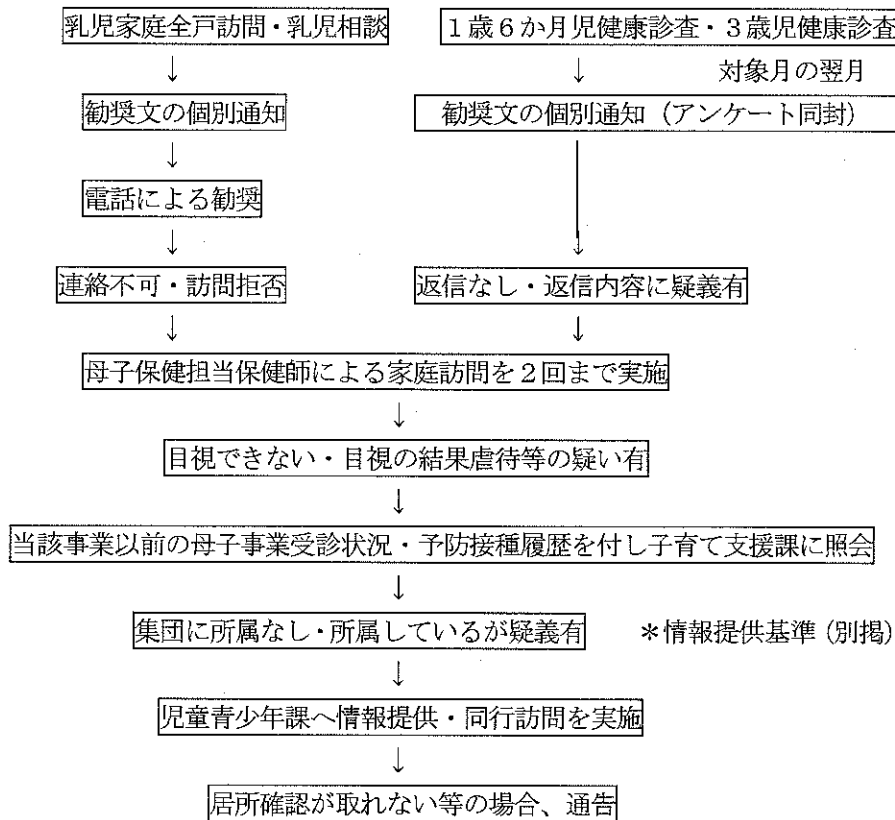 乳児家庭全戸訪問・乳児相談
１歳６か月児健康診査・３歳児健康診査
↓
↓
対象月の翌月
勧奨文の個別通知
勧奨文の個別通知（アンケート同封）
↓
電話による勧奨
↓
↓
連絡不可・訪問拒否
返信なし・返信内容に疑義有
↓
↓
母子保健担当保健師による家庭訪問を２回まで実施
↓
目視できない・目視の結果虐待等の疑い有
↓
当該事業以前の母子事業受診状況・予防接種履歴を付し子育て支援課に照会
↓
集団に所属なし・所属しているが疑義有
＊情報提供基準（別掲）
↓
児童青少年課へ情報提供・同行訪問を実施
↓
居所確認が取れない等の場合、通告